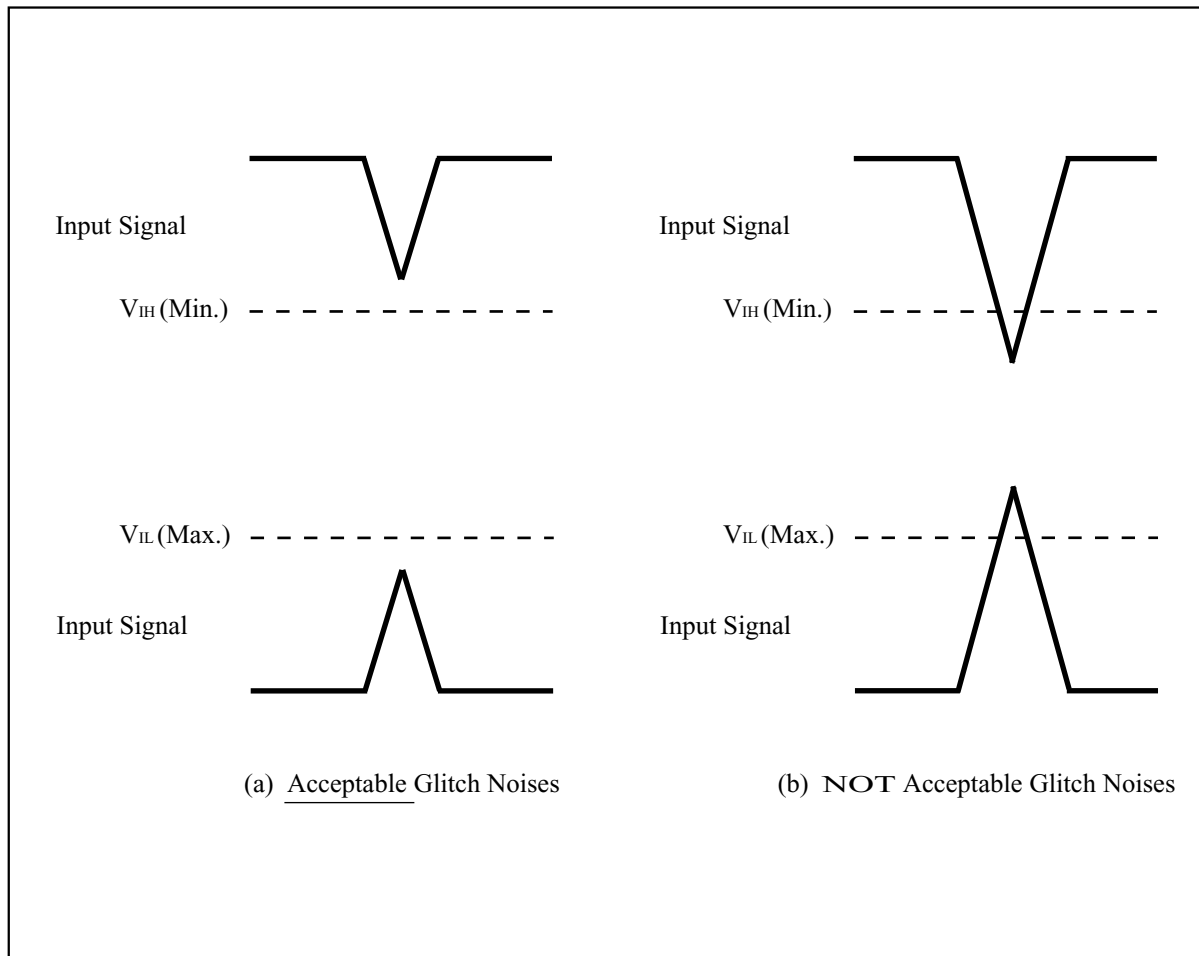 Input Signal
VIH (Min.)
VIL (Max.)
Input Signal
(a) Acceptable Glitch Noises
Input Signal
VIH (Min.)
VIL (Max.)
Input Signal
(b) NOT Acceptable Glitch Noises